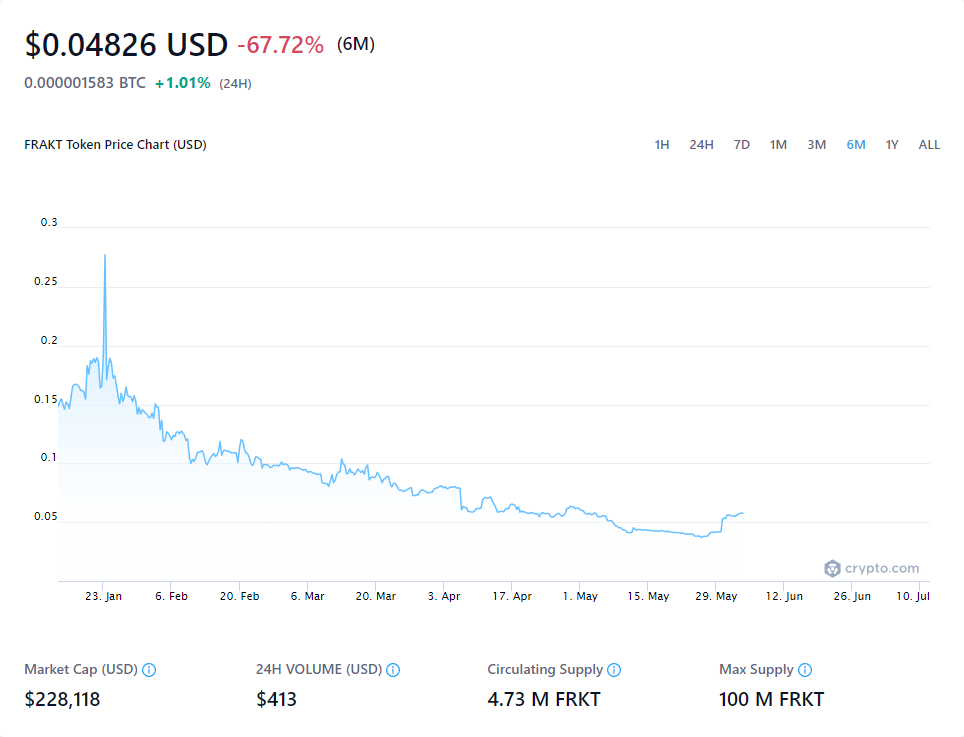 $0.04826 USD -67.72% (6M)
0.000001583 BTC +1.01% (24H)
FRAKT Token Price Chart (USD)
1H 24H 7D 1M 3M 6M 1Y ALL
0.3
0.25
0.2
0.15
0.1
0.05
crypto.com
23. Jan 6. Feb 20. Feb 6. Mar 20. Mar 3. Apr 17. Apr 1. May 15. May 29. May 12. Jun 26. Jun 10. Jul
Market Cap (USD) 24H VOLUME (USD) Circulating Supply Max Supply
$228,118 $413 4.73 M FRKT 100 M FRKT